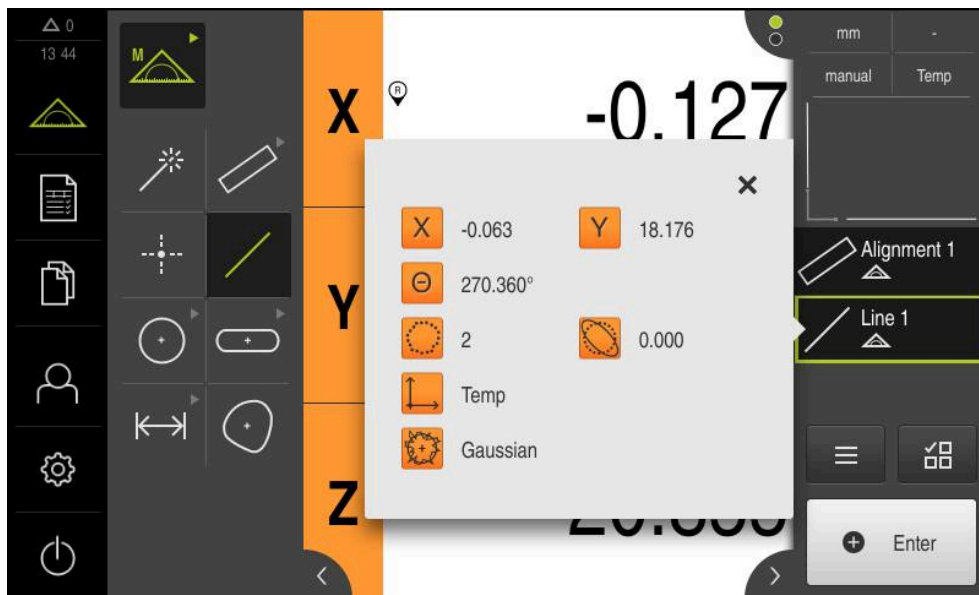 0
13 44
M
X
R
-0.127
mm
-
manual
Temp
X -0.063 Y 18.176
Θ 270.360°
2 0.000
Temp
Gaussian
Y
Z
Alignment 1
Line 1
Enter